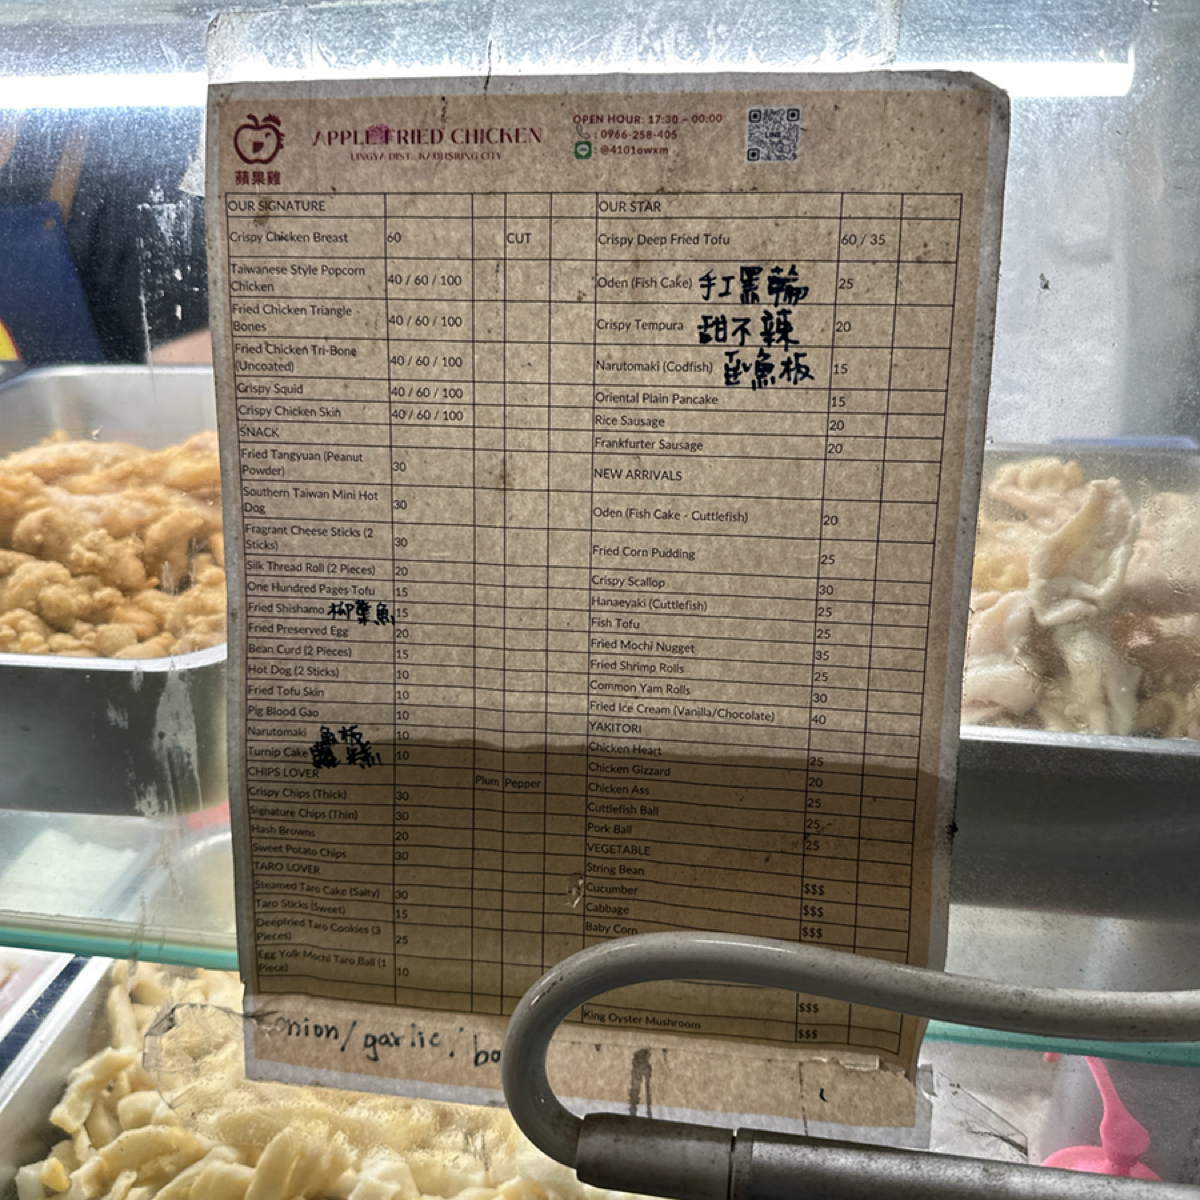 APPLE FRIED CHICKEN
LINGYA DIST., KAOHSIUNG CITY
蘋果雞
OPEN HOUR: 17:30 – 00:00
: 0966-258-405
: @4101owxm
LINE
OUR SIGNATURE
Crispy Chicken Breast 60 CUT
Taiwanese Style Popcorn
Chicken 40 / 60 / 100
Fried Chicken Triangle
Bones 40 / 60 / 100
Fried Chicken Tri-Bone
(Uncoated) 40 / 60 / 100
Crispy Squid 40 / 60 / 100
Crispy Chicken Skin 40 / 60 / 100
SNACK
Fried Tangyuan (Peanut
Powder) 30
Southern Taiwan Mini Hot
Dog 30
Fragrant Cheese Sticks (2
Sticks) 30
Silk Thread Roll (2 Pieces) 20
One Hundred Pages Tofu 15
Fried Shishamo 柳葉魚 15
Fried Preserved Egg 20
Bean Curd (2 Pieces) 15
Hot Dog (2 Sticks) 10
Fried Tofu Skin 10
Pig Blood Gao 10
Narutomaki 魚板 10
Turnip Cake 蘿蔔糕 10
CHIPS LOVER Plum Pepper
Crispy Chips (Thick) 30
Signature Chips (Thin) 30
Hash Browns 20
Sweet Potato Chips 30
TARO LOVER
Steamed Taro Cake (Salty) 30
Taro Sticks (Sweet) 15
Deepfried Taro Cookies (3
Pieces) 25
Egg Yolk Mochi Taro Ball (1
Piece) 10
OUR STAR
Crispy Deep Fried Tofu 60 / 35
Oden (Fish Cake) 手工黑輪 25
Crispy Tempura 甜不辣 20
Narutomaki (Codfish) 魚板 15
Oriental Plain Pancake 15
Rice Sausage 20
Frankfurter Sausage 20
NEW ARRIVALS
Oden (Fish Cake - Cuttlefish) 20
Fried Corn Pudding 25
Crispy Scallop 30
Hanaeyaki (Cuttlefish) 25
Fish Tofu 25
Fried Mochi Nugget 35
Fried Shrimp Rolls 25
Common Yam Rolls 30
Fried Ice Cream (Vanilla/Chocolate) 40
YAKITORI
Chicken Heart 25
Chicken Gizzard 20
Chicken Ass 25
Cuttlefish Ball 25
Pork Ball 25
VEGETABLE
String Bean $$$
Cucumber $$$
Cabbage $$$
Baby Corn
$$$
King Oyster Mushroom $$$
onion/garlic/